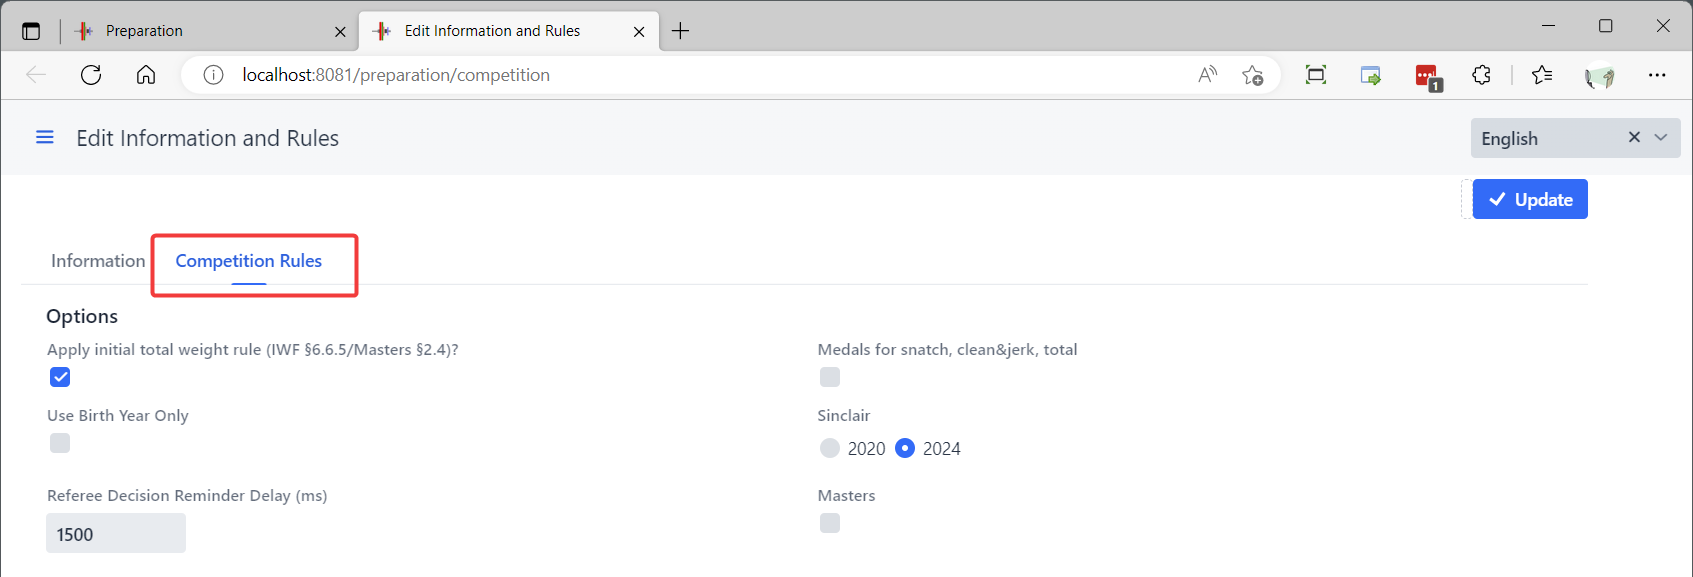 Preparation
Edit Information and Rules
localhost:8081/preparation/competition
1
Edit Information and Rules
English
Update
Information
Competition Rules
Options
Apply initial total weight rule (IWF §6.6.5/Masters §2.4)?
Medals for snatch, clean&jerk, total
Use Birth Year Only
Sinclair
2020 2024
Referee Decision Reminder Delay (ms)
Masters
1500